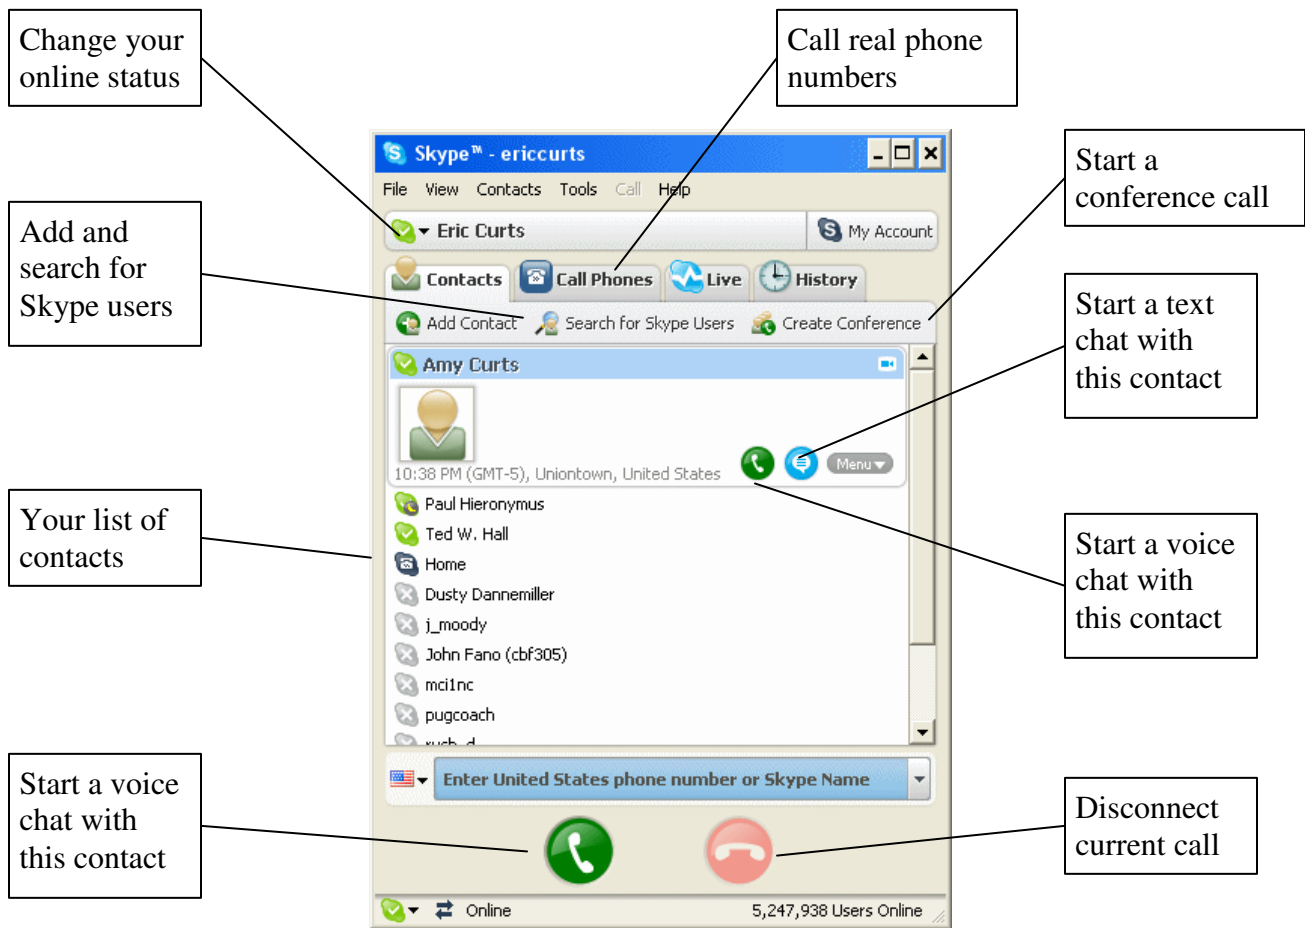 Change your
online status
Call real phone
numbers
Skype™ - ericcurts
File View Contacts Tools Call Help
Start a
conference call
Eric Curts
My Account
Add and
search for
Skype users
Contacts
Call Phones
Live
History
Add Contact
Search for Skype Users
Create Conference
Start a text
chat with
this contact
Amy Curts
10:38 PM (GMT-5), Uniontown, United States
Menu
Your list of
contacts
Paul Hieronymus
Ted W. Hall
Home
Dusty Dannemiller
j_moody
John Fano (cbf305)
mci1nc
pugcoach
Start a voice
chat with
this contact
Enter United States phone number or Skype Name
Start a voice
chat with
this contact
Disconnect
current call
Online
5,247,938 Users Online